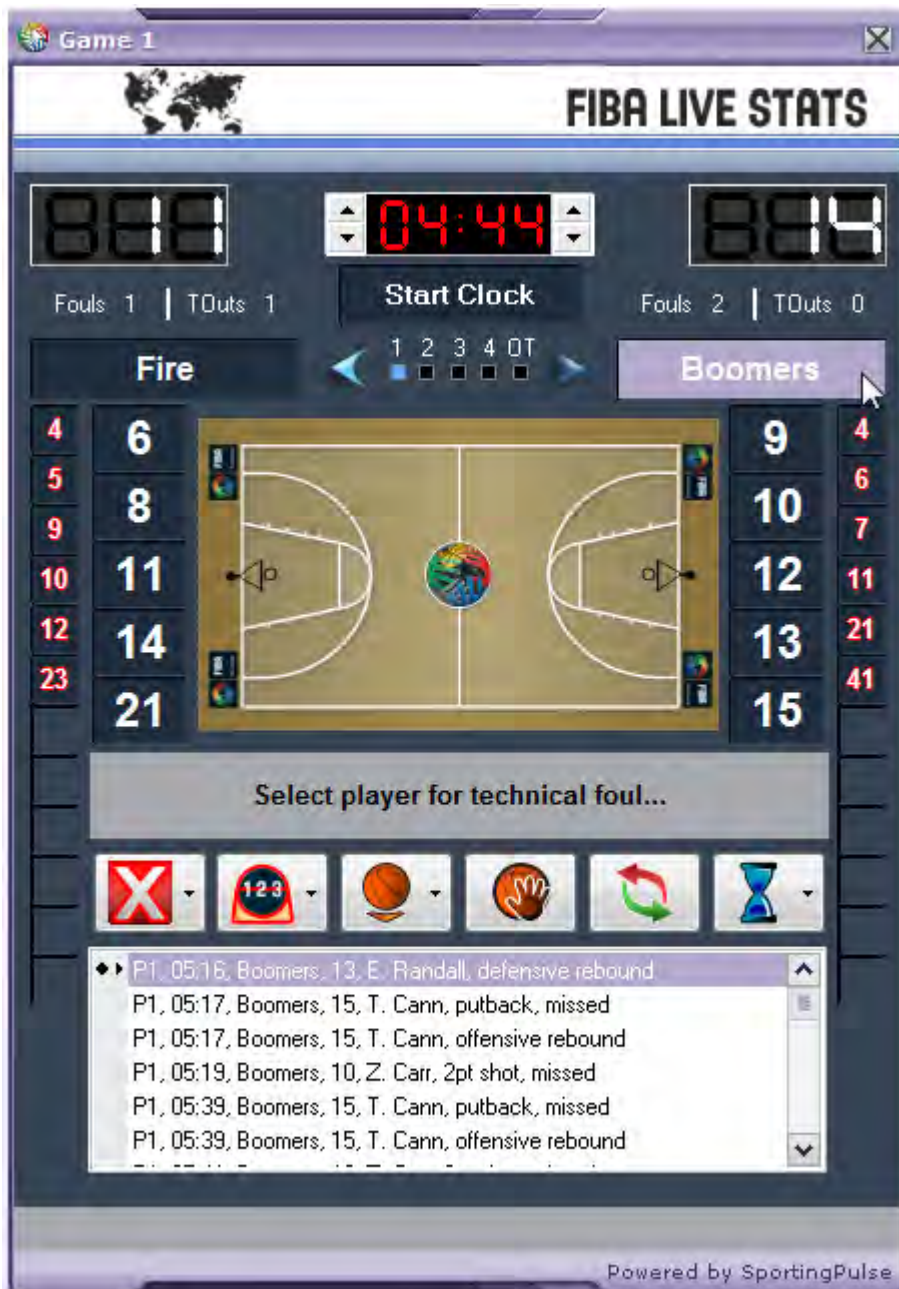 Game 1
FIBA LIVE STATS
11
04:44
14
Fouls 1 | TOuts 1
Start Clock
Fouls 2 | TOuts 0
1 2 3 4 OT
Fire
Boomers
4
5
9
10
12
23
6
8
11
14
21
9
10
12
13
15
4
6
7
11
21
41
Select player for technical foul...
123
P1, 05:16, Boomers, 13, E. Randall, defensive rebound
P1, 05:17, Boomers, 15, T. Cann, putback, missed
P1, 05:17, Boomers, 15, T. Cann, offensive rebound
P1, 05:19, Boomers, 10, Z. Carr, 2pt shot, missed
P1, 05:39, Boomers, 15, T. Cann, putback, missed
P1, 05:39, Boomers, 15, T. Cann, offensive rebound
Powered by SportingPulse